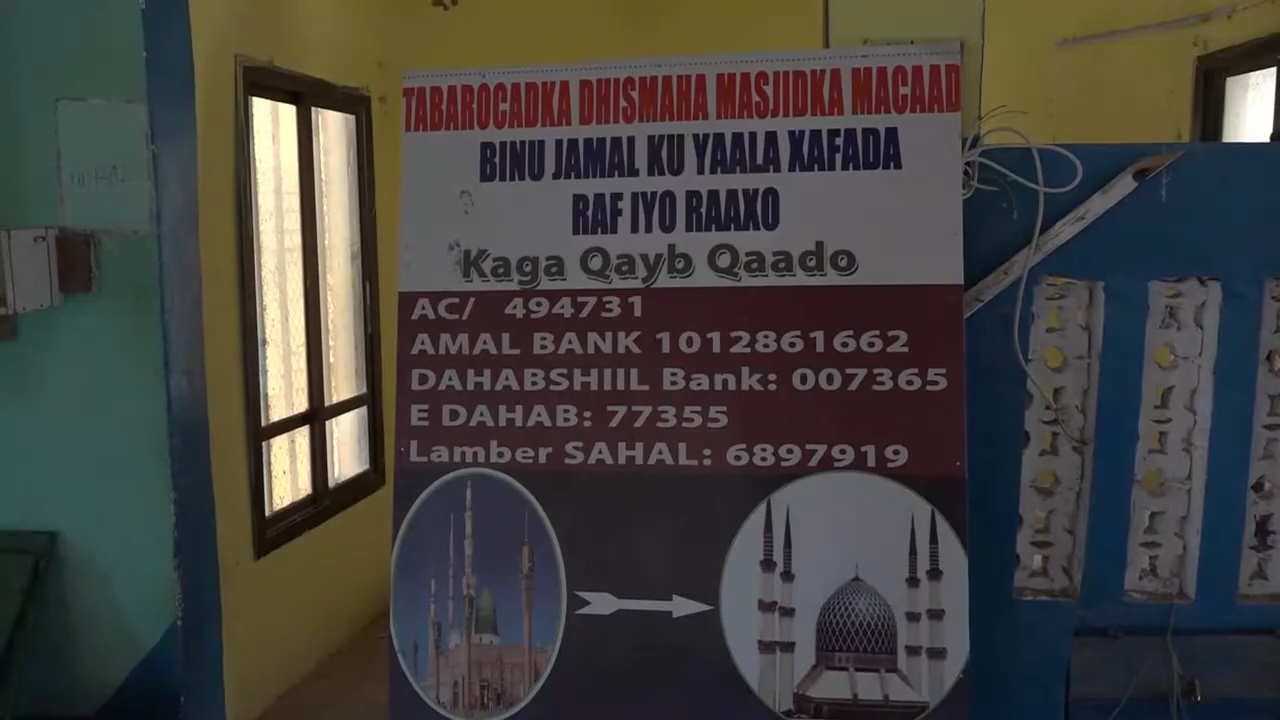 TABAROCADKA DHISMAHA MASJIDKA MACAAD
BINU JAMAL KU YAALA XAFADA
RAF IYO RAAXO
Kaga Qayb Qaado
AC/ 494731
AMAL BANK 1012861662
DAHABSHIIL Bank: 007365
E DAHAB: 77355
Lamber SAHAL: 6897919